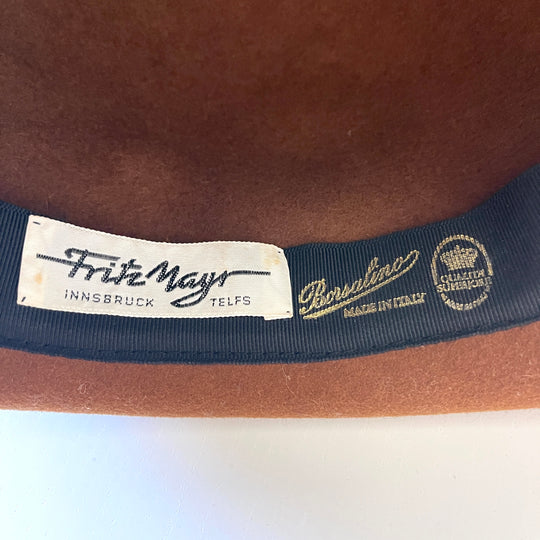 Fritz Mayr
INNSBRUCK TELFS
Borsalino
MADE IN ITALY
QUALITÀ
SUPERIORE